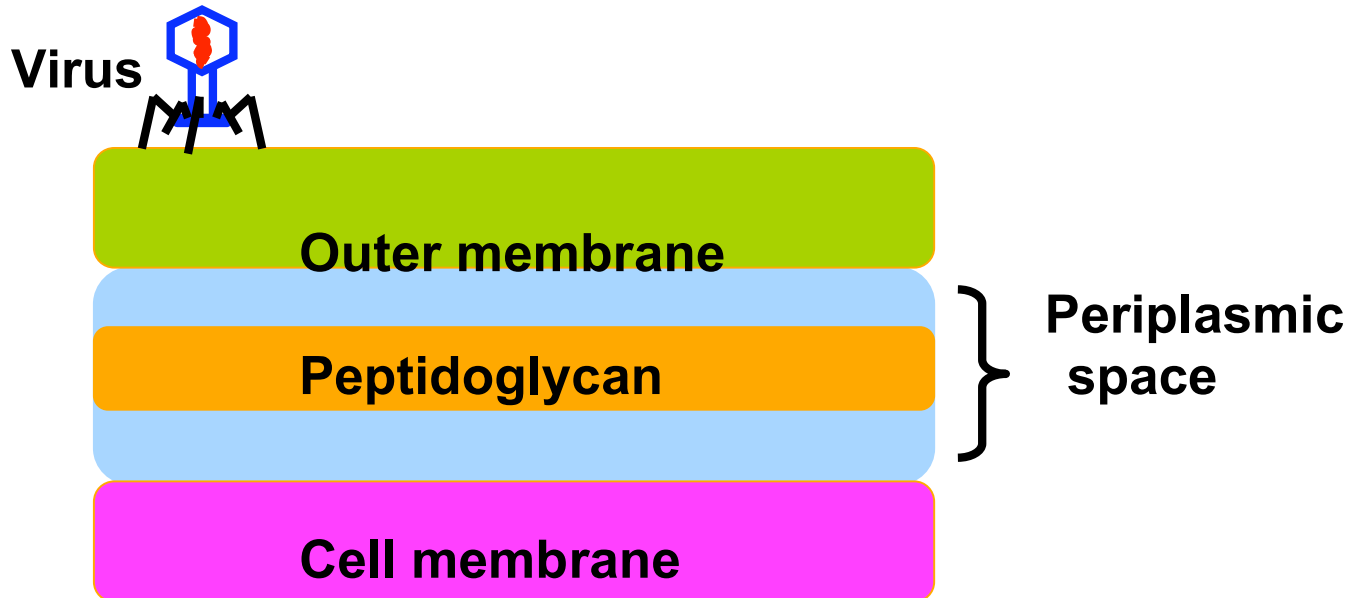 Virus
Outer membrane
Peptidoglycan
Periplasmic
space
Cell membrane